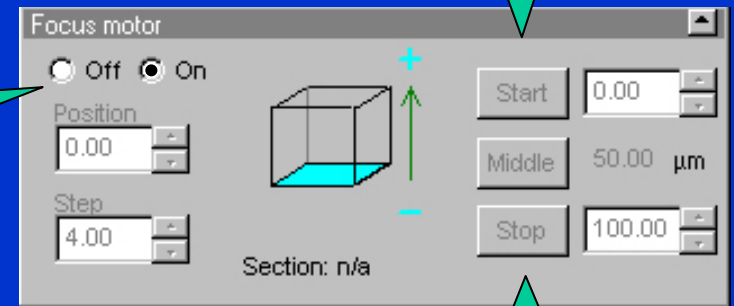 Focus motor
Off On
Position
0.00
Step
4.00
+
−
Section: n/a
Start 0.00
Middle 50.00 µm
Stop 100.00